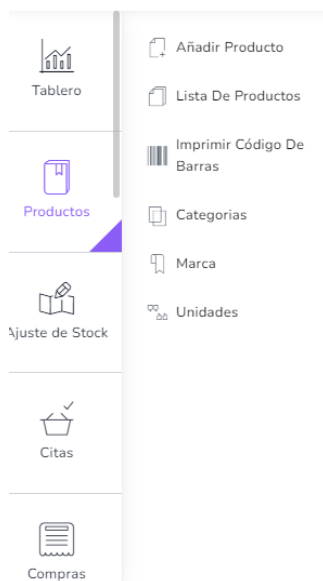 Tablero
Productos
Ajuste de Stock
Citas
Compras
Añadir Producto
Lista De Productos
Imprimir Código De
Barras
Categorias
Marca
Unidades